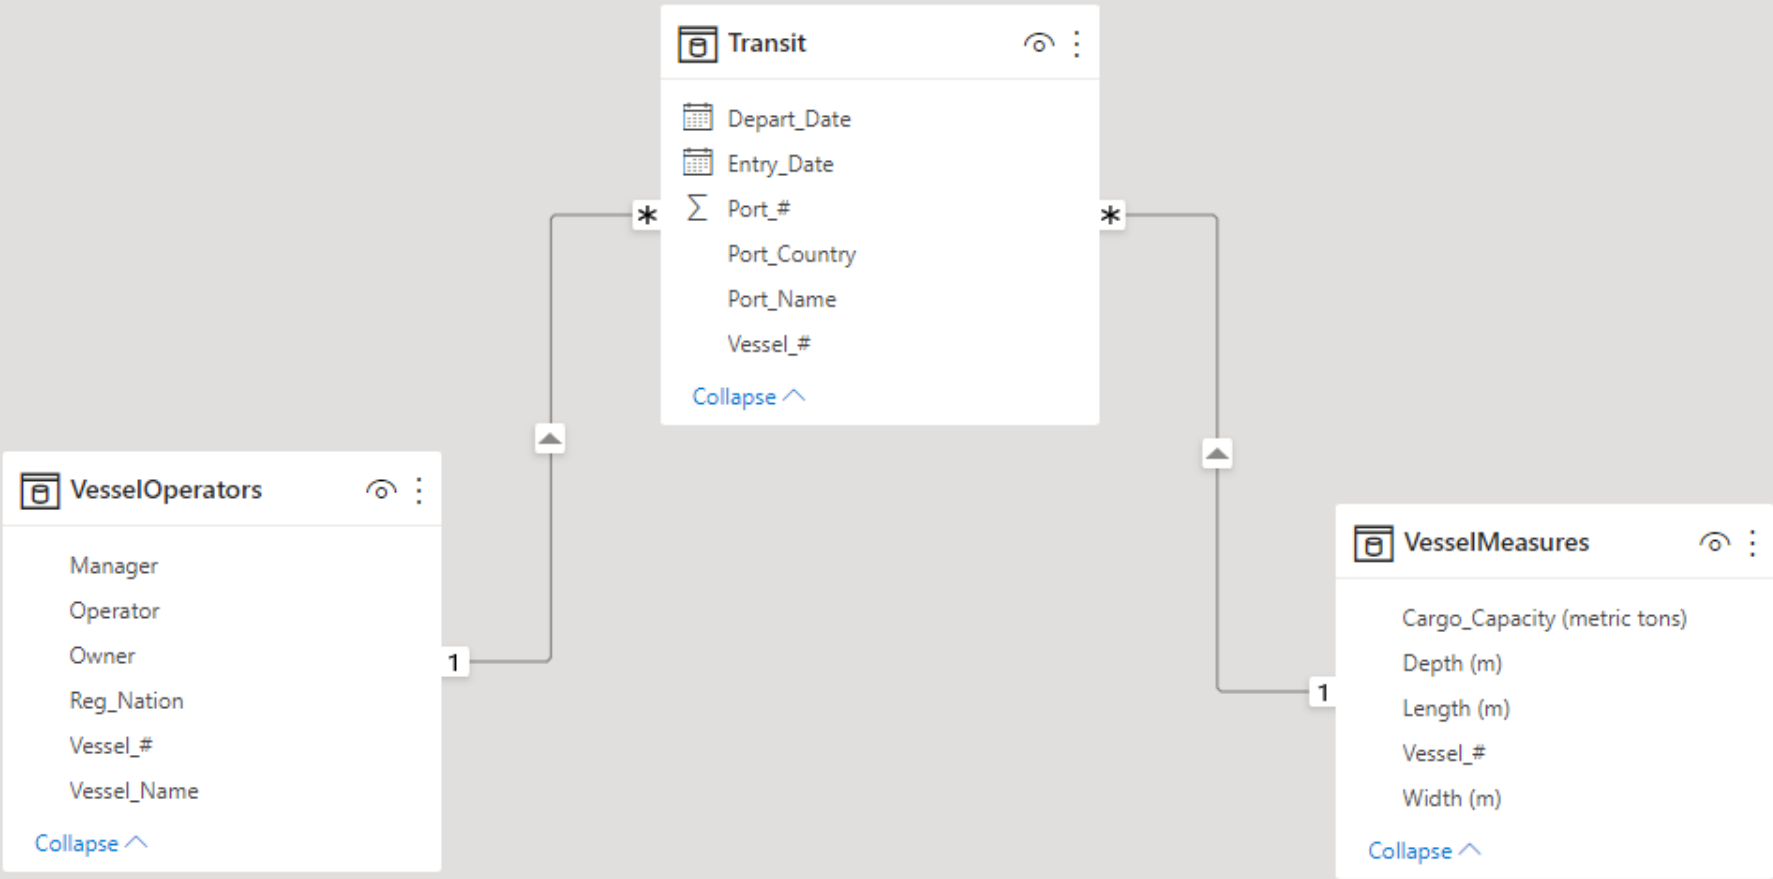 Transit
Depart_Date
Entry_Date
Port_#
Port_Country
Port_Name
Vessel_#
Collapse
*
*
VesselOperators
Manager
Operator
Owner
Reg_Nation
Vessel_#
Vessel_Name
Collapse
1
VesselMeasures
Cargo_Capacity (metric tons)
Depth (m)
Length (m)
Vessel_#
Width (m)
Collapse
1